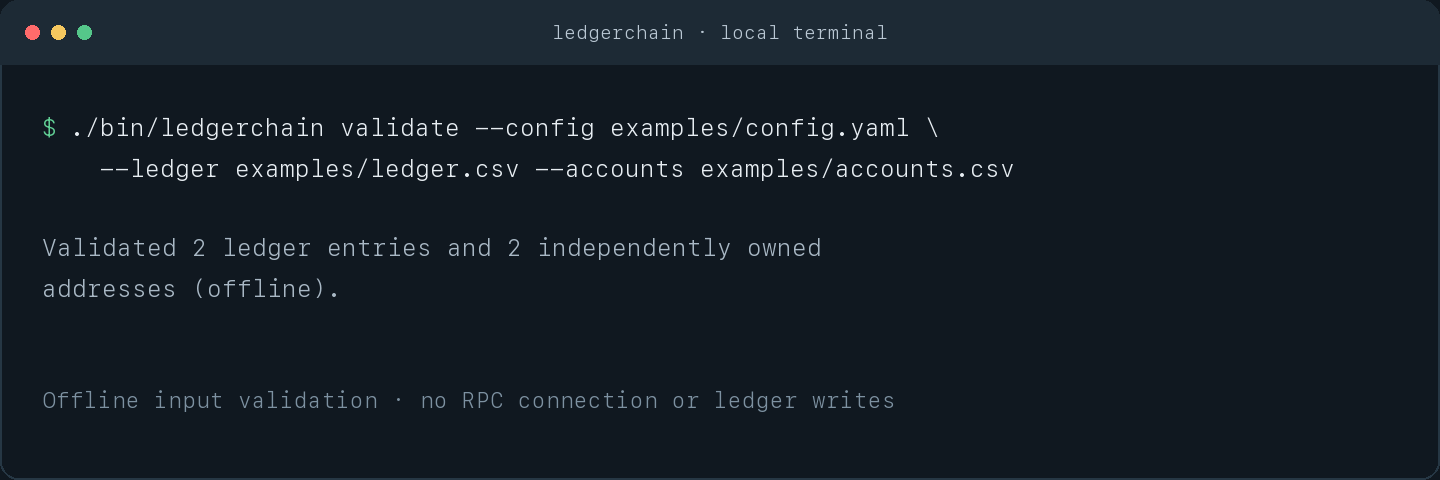 ledgerchain · local terminal
$ ./bin/ledgerchain validate --config examples/config.yaml \
--ledger examples/ledger.csv --accounts examples/accounts.csv
Validated 2 ledger entries and 2 independently owned
addresses (offline).
Offline input validation · no RPC connection or ledger writes